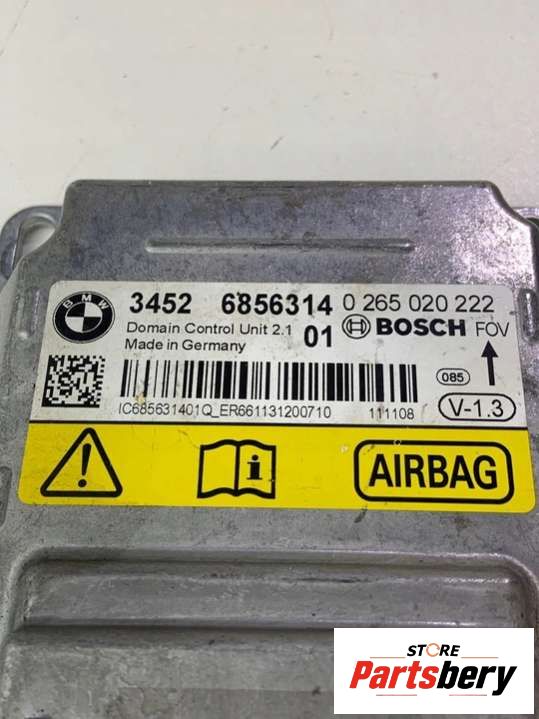 BMW
3452 6856314 0 265 020 222
Domain Control Unit 2.1 01 BOSCH FOV
Made in Germany
085
IC685631401Q_ER661131200710 111108
V-1.3
AIRBAG
STORE
Partsbery